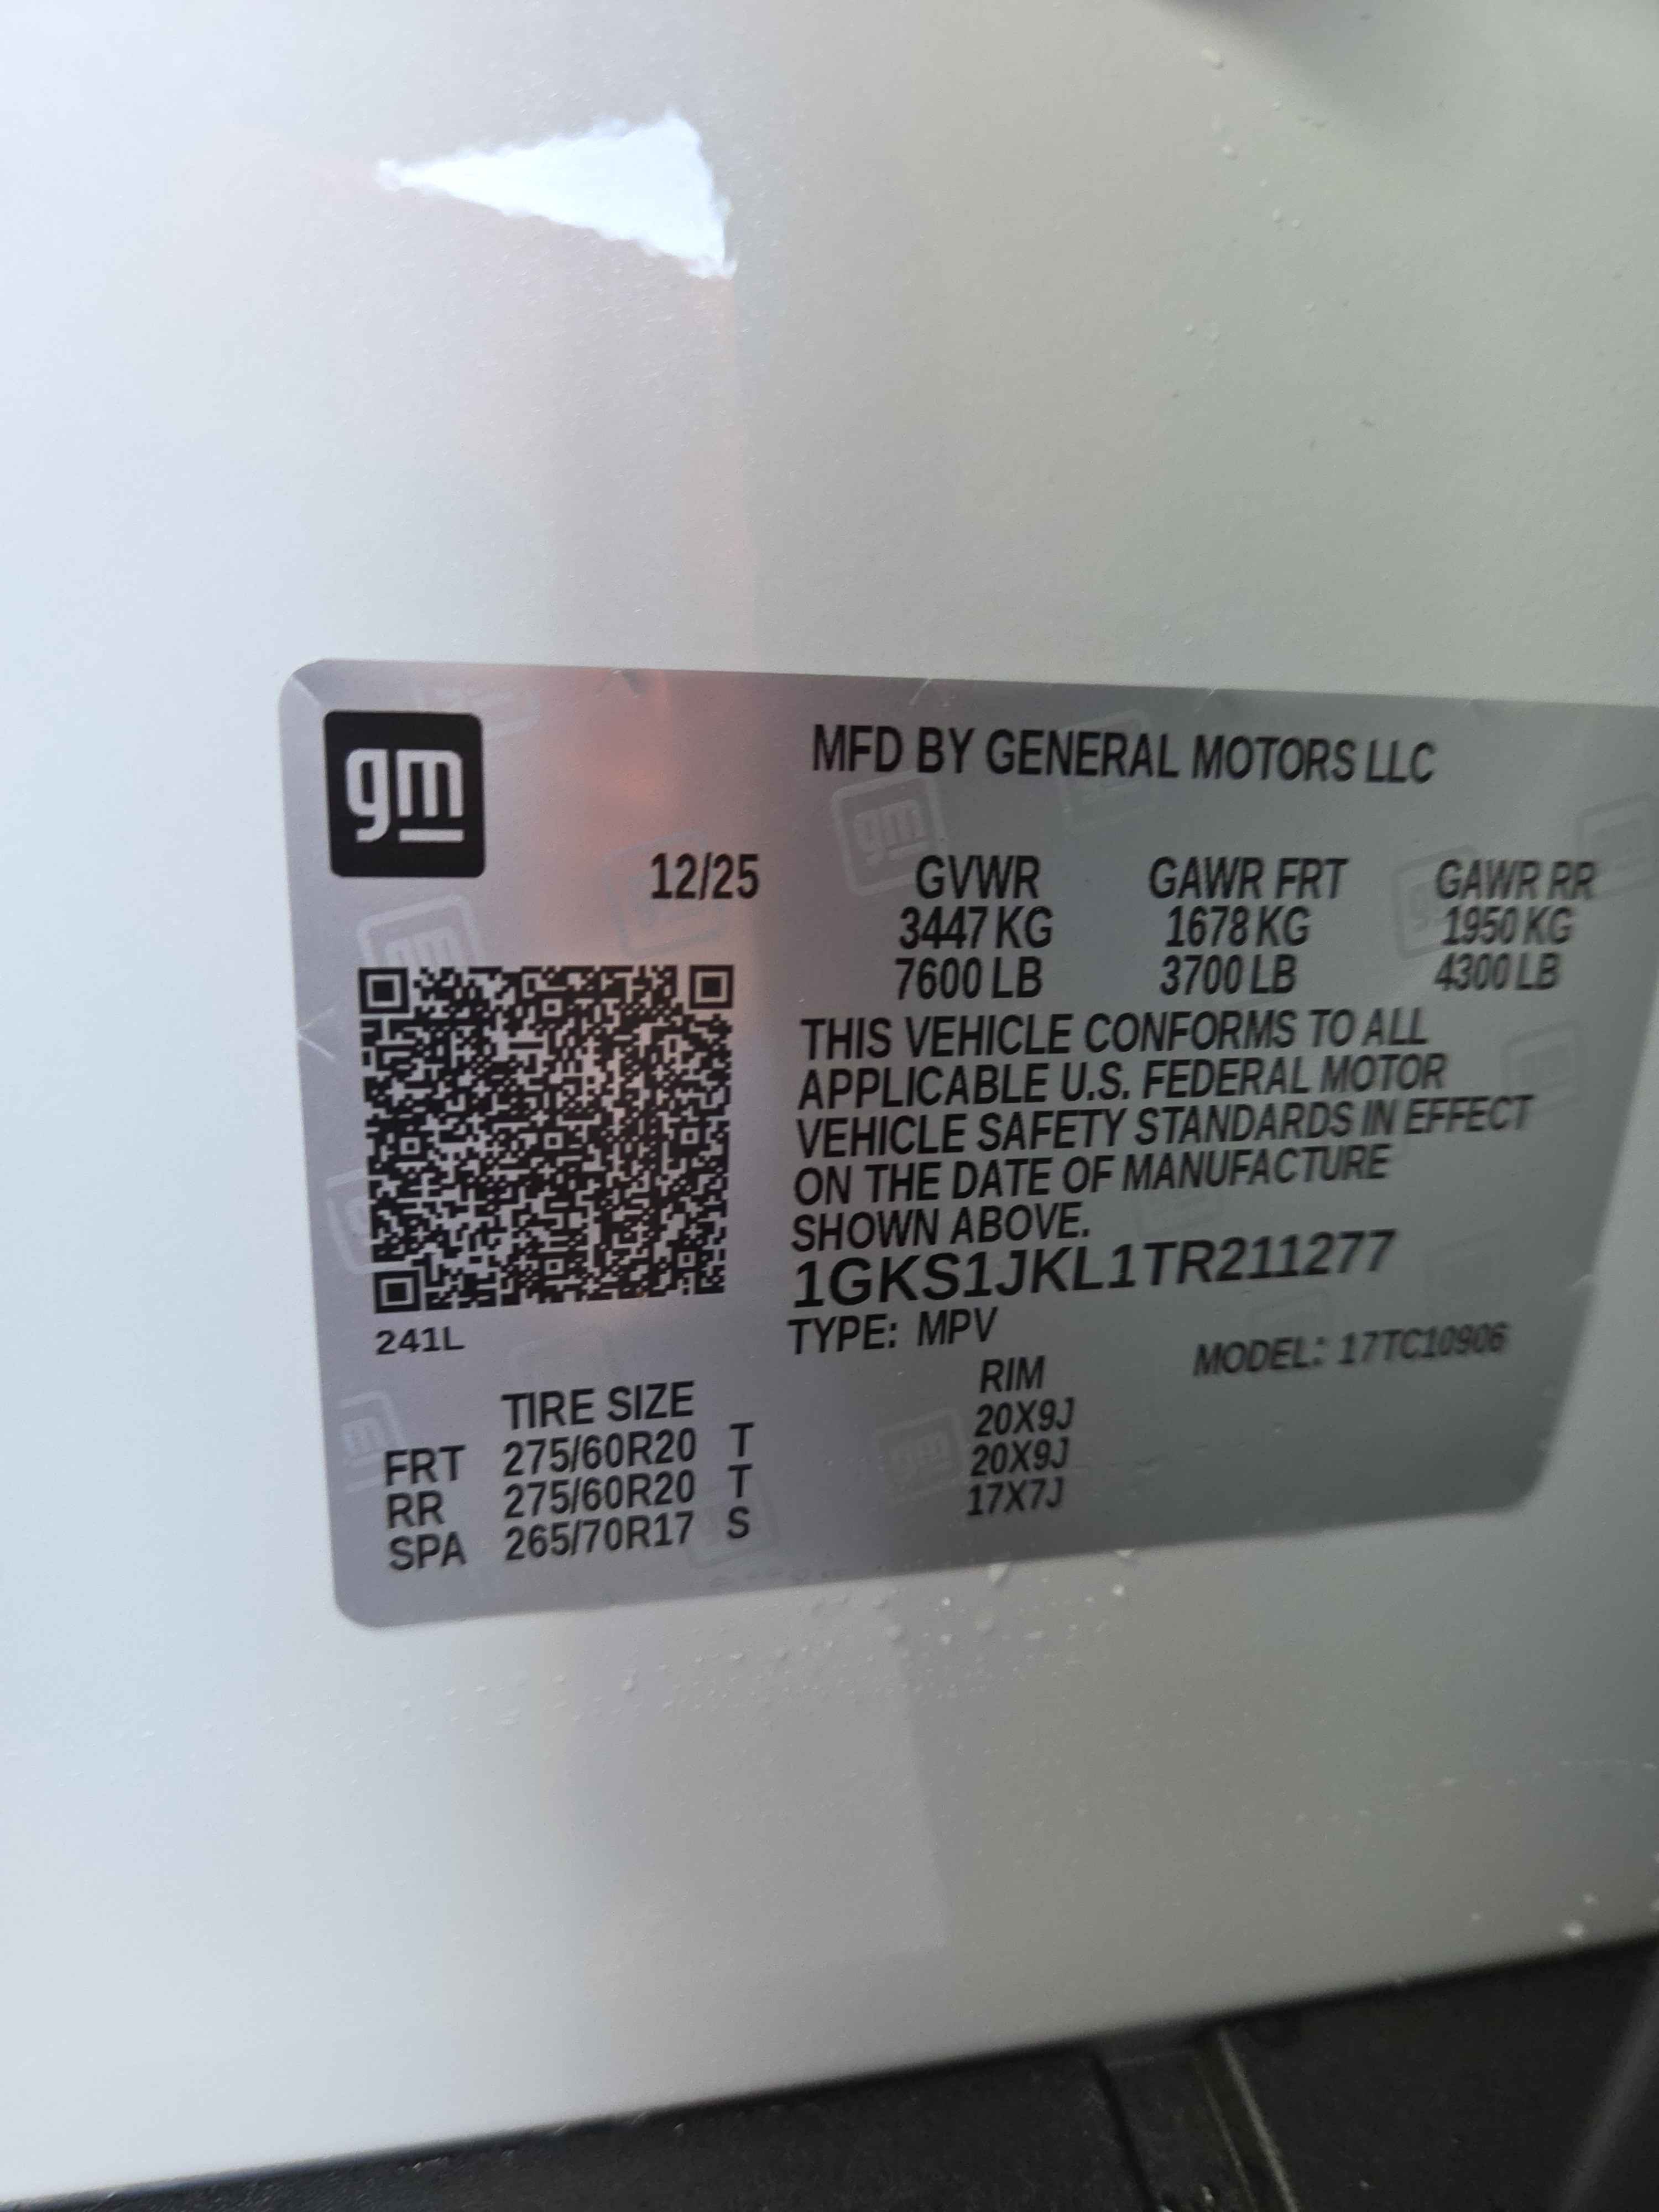 gm
MFD BY GENERAL MOTORS LLC
12/25
GVWR GAWR FRT GAWR RR
3447 KG 1678 KG 1950 KG
7600 LB 3700 LB 4300 LB
THIS VEHICLE CONFORMS TO ALL
APPLICABLE U.S. FEDERAL MOTOR
VEHICLE SAFETY STANDARDS IN EFFECT
ON THE DATE OF MANUFACTURE
SHOWN ABOVE.
1GKS1JKL1TR211277
241L
TYPE: MPV MODEL: 17TC10906
TIRE SIZE RIM
FRT 275/60R20 T 20X9J
RR 275/60R20 T 20X9J
SPA 265/70R17 S 17X7J